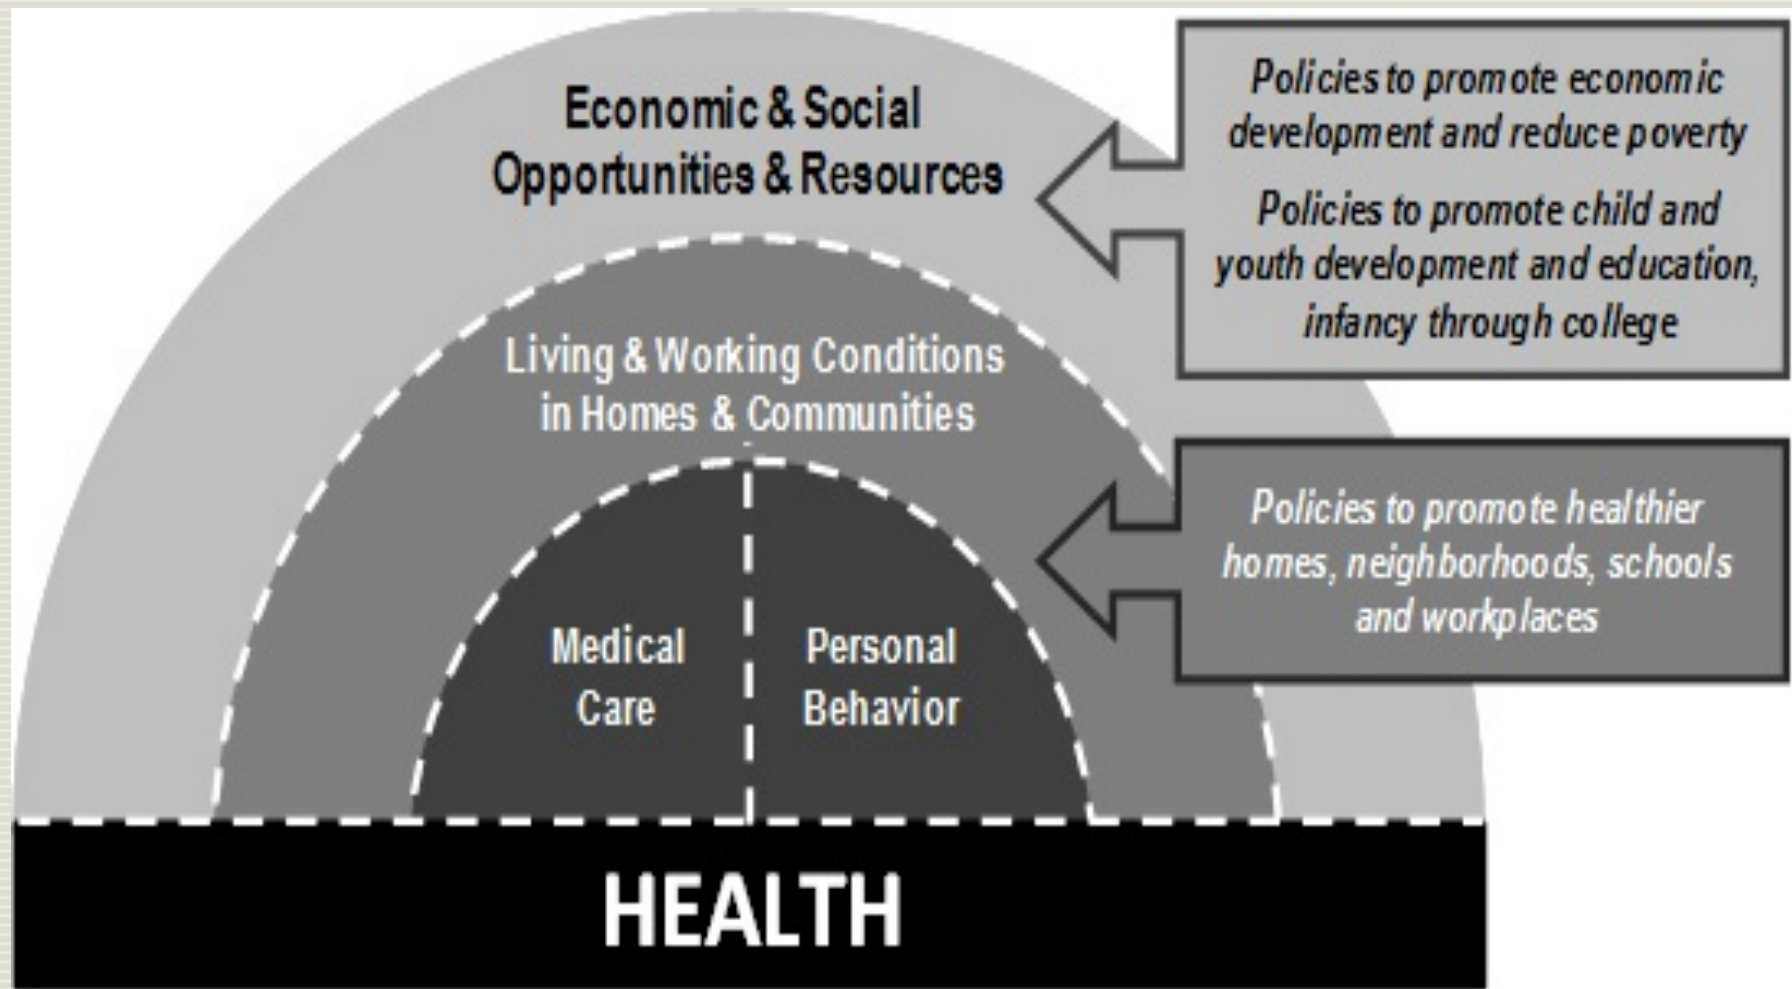 Economic & Social
Opportunities & Resources
Policies to promote economic
development and reduce poverty
Policies to promote child and
youth development and education,
infancy through college
Living & Working Conditions
in Homes & Communities
Policies to promote healthier
homes, neighborhoods, schools
and workplaces
Medical
Care
Personal
Behavior
HEALTH